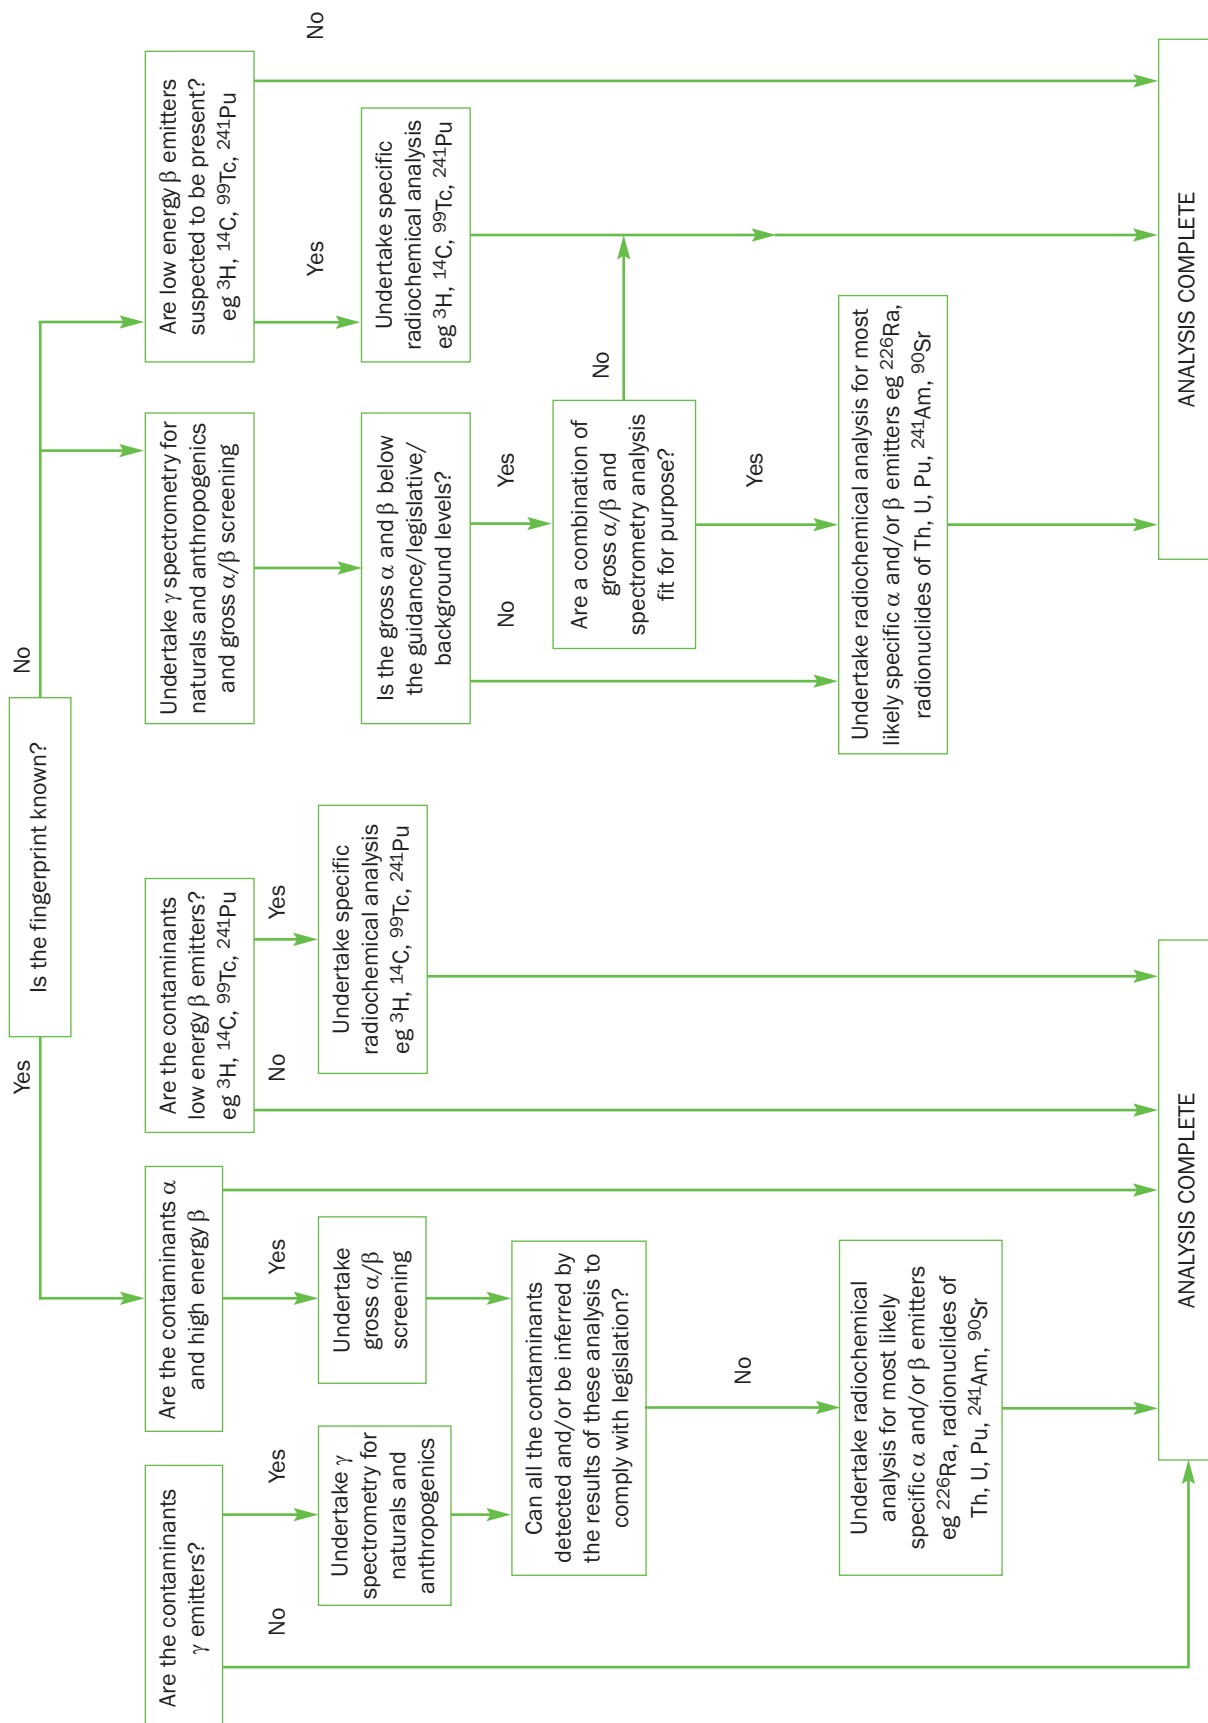 Is the fingerprint known?
Yes
No
Are the contaminants
γ emitters?
No
Yes
Undertake γ
spectrometry for
naturals and
anthropogenics
Are the contaminants α
and high energy β
Yes
Undertake
gross α/β
screening
Can all the contaminants
detected and/or be inferred by
the results of these analysis to
comply with legislation?
No
Undertake radiochemical
analysis for most likely
specific α and/or β emitters
eg ²²⁶Ra, radionuclides of
Th, U, Pu, ²⁴¹Am, ⁹⁰Sr
Are the contaminants
low energy β emitters?
eg ³H, ¹⁴C, ⁹⁹Tc, ²⁴¹Pu
No
Yes
Undertake specific
radiochemical analysis
eg ³H, ¹⁴C, ⁹⁹Tc, ²⁴¹Pu
ANALYSIS COMPLETE
Undertake γ spectrometry for
naturals and anthropogenics
and gross α/β screening
Is the gross α and β below
the guidance/legislative/
background levels?
No
Yes
Are a combination of
gross α/β and
spectrometry analysis
fit for purpose?
No
Yes
Undertake radiochemical analysis for most
likely specific α and/or β emitters eg ²²⁶Ra,
radionuclides of Th, U, Pu, ²⁴¹Am, ⁹⁰Sr
Are low energy β emitters
suspected to be present?
eg ³H, ¹⁴C, ⁹⁹Tc, ²⁴¹Pu
Yes
No
Undertake specific
radiochemical analysis
eg ³H, ¹⁴C, ⁹⁹Tc, ²⁴¹Pu
ANALYSIS COMPLETE